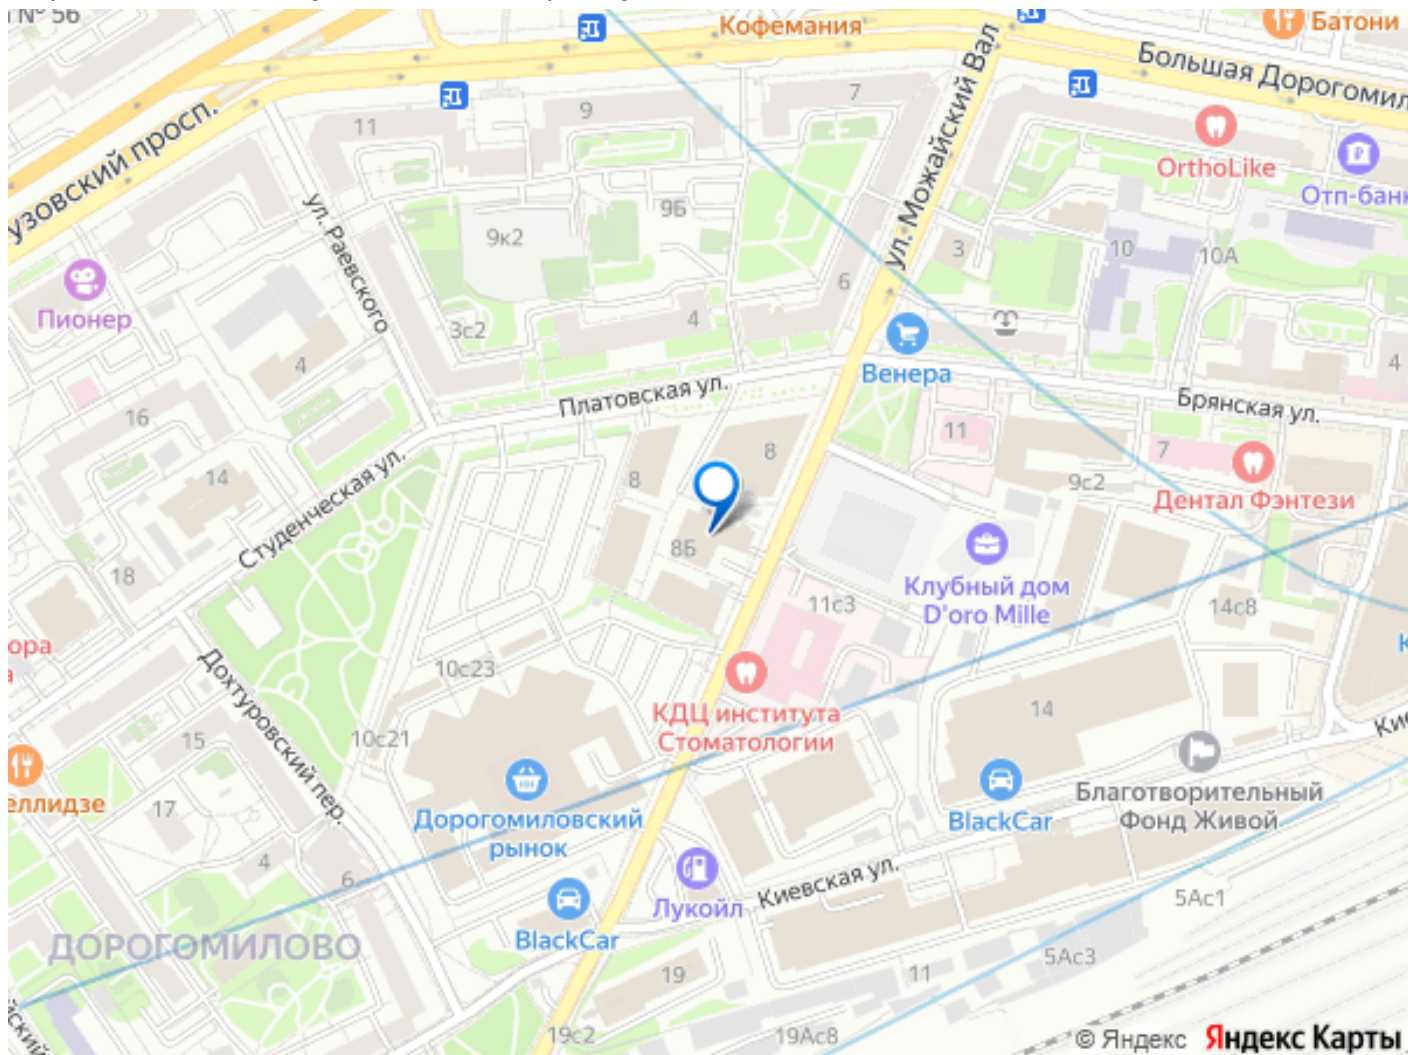 № 56
Кофемания
Батони
ул. Можайский Вал
Большая Дорогомил
узовский просп.
11
9
7
OrthoLike
Отп-банк
ул. Раевского
9Б
9к2
3
10
10А
Пионер
6
3с2
4
4
Венера
4
Платовская ул.
Брянская ул.
16
11
7
8
14
8
9с2
Дентал Фэнтези
Студенческая ул.
8Б
18
Клубный дом
D'oro Mille
11с3
14с8
ора
а
К
Дохтуровский пер.
10с23
КДЦ института
Стоматологии
14
Ки
15
10с21
еллидзе
17
Дорогомиловский
рынок
BlackCar
Благотворительный
Фонд Живой
4
6
Лукойл
Киевская ул.
5Ас1
ДОРОГОМИЛОВО
BlackCar
5Ас3
19
11
йский
19с2
19Ас8
© Яндекс Яндекс Карты